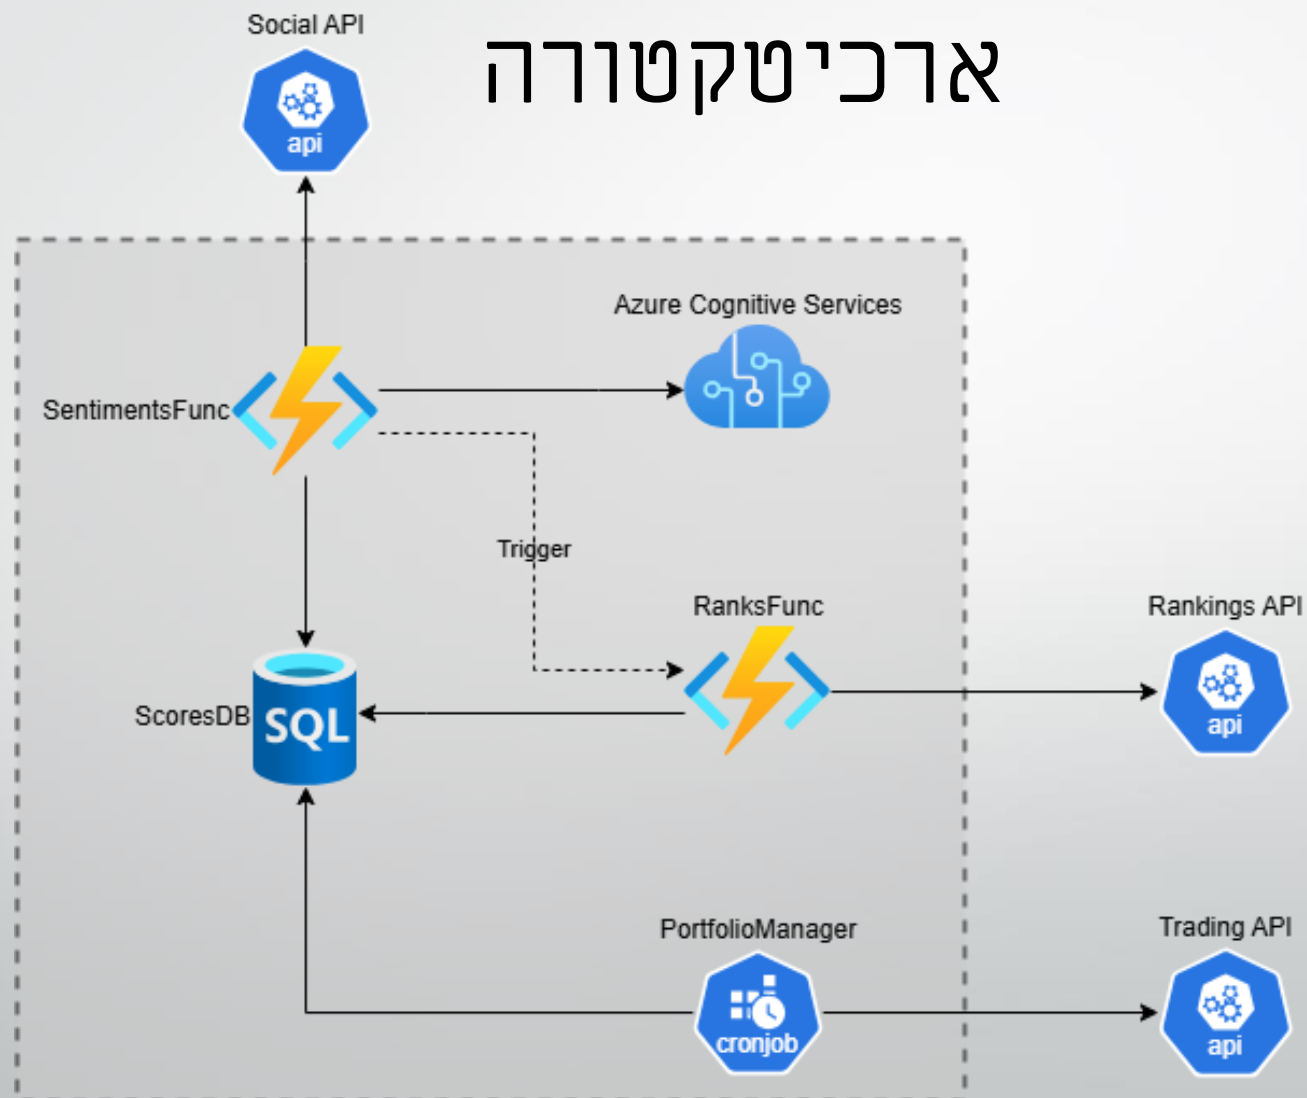 Social API
ארכיטקטורה
api
Azure Cognitive Services
SentimentsFunc
Trigger
RanksFunc
Rankings API
ScoresDB
SQL
api
PortfolioManager
Trading API
cronjob
api